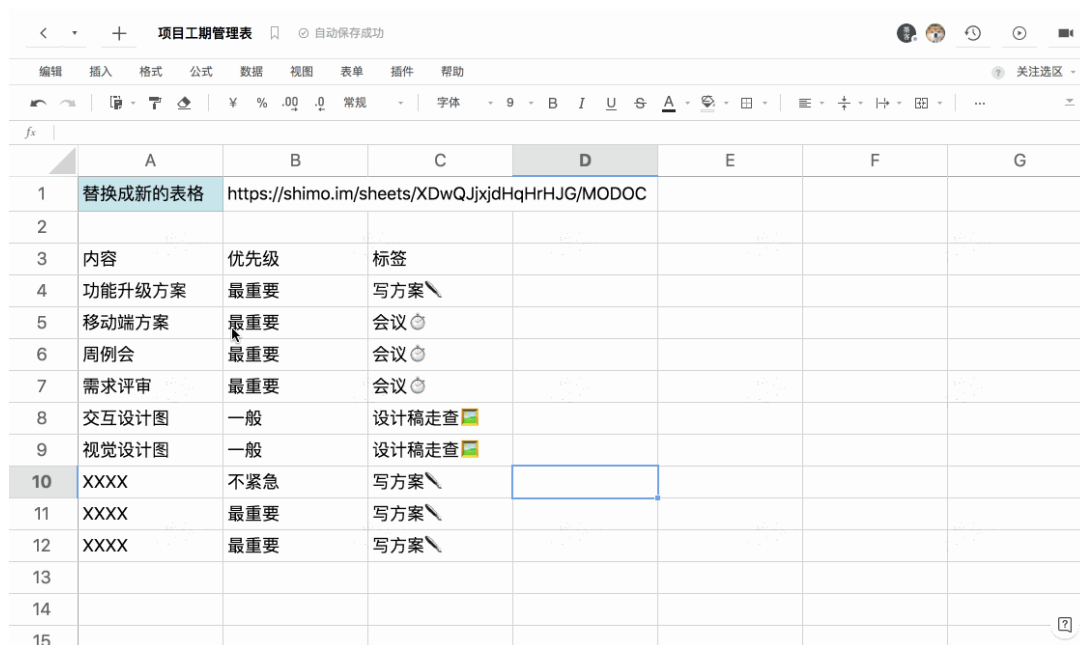 项目工期管理表 自动保存成功
编辑 插入 格式 公式 数据 视图 表单 插件 帮助 ? 关注选区
¥ % .00 .0 常规 字体 9 B I U S A ...
fx
A B C D E F G
1 替换成新的表格 https://shimo.im/sheets/XDwQJjxjdHqHrHJG/MODOC
2
3 内容 优先级 标签
4 功能升级方案 最重要 写方案
5 移动端方案 最重要 会议⏱
6 周例会 最重要 会议⏱
7 需求评审 最重要 会议⏱
8 交互设计图 一般 设计稿走查🖼
9 视觉设计图 一般 设计稿走查🖼
10 XXXX 不紧急 写方案
11 XXXX 最重要 写方案
12 XXXX 最重要 写方案
13
14
15